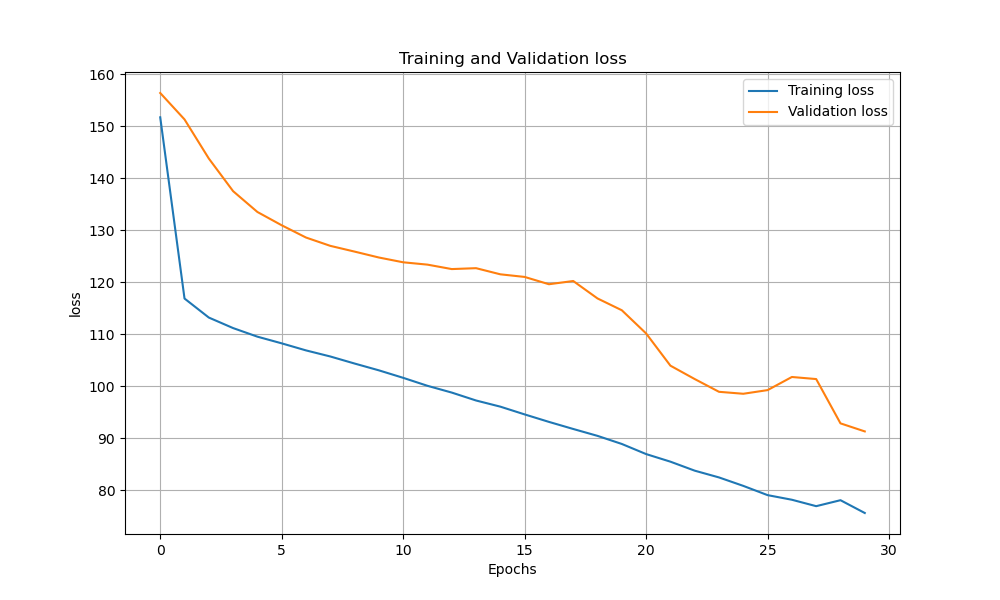 Training and Validation loss
Training loss
Validation loss
160
150
140
130
120
110
100
90
80
loss
0 5 10 15 20 25 30
Epochs